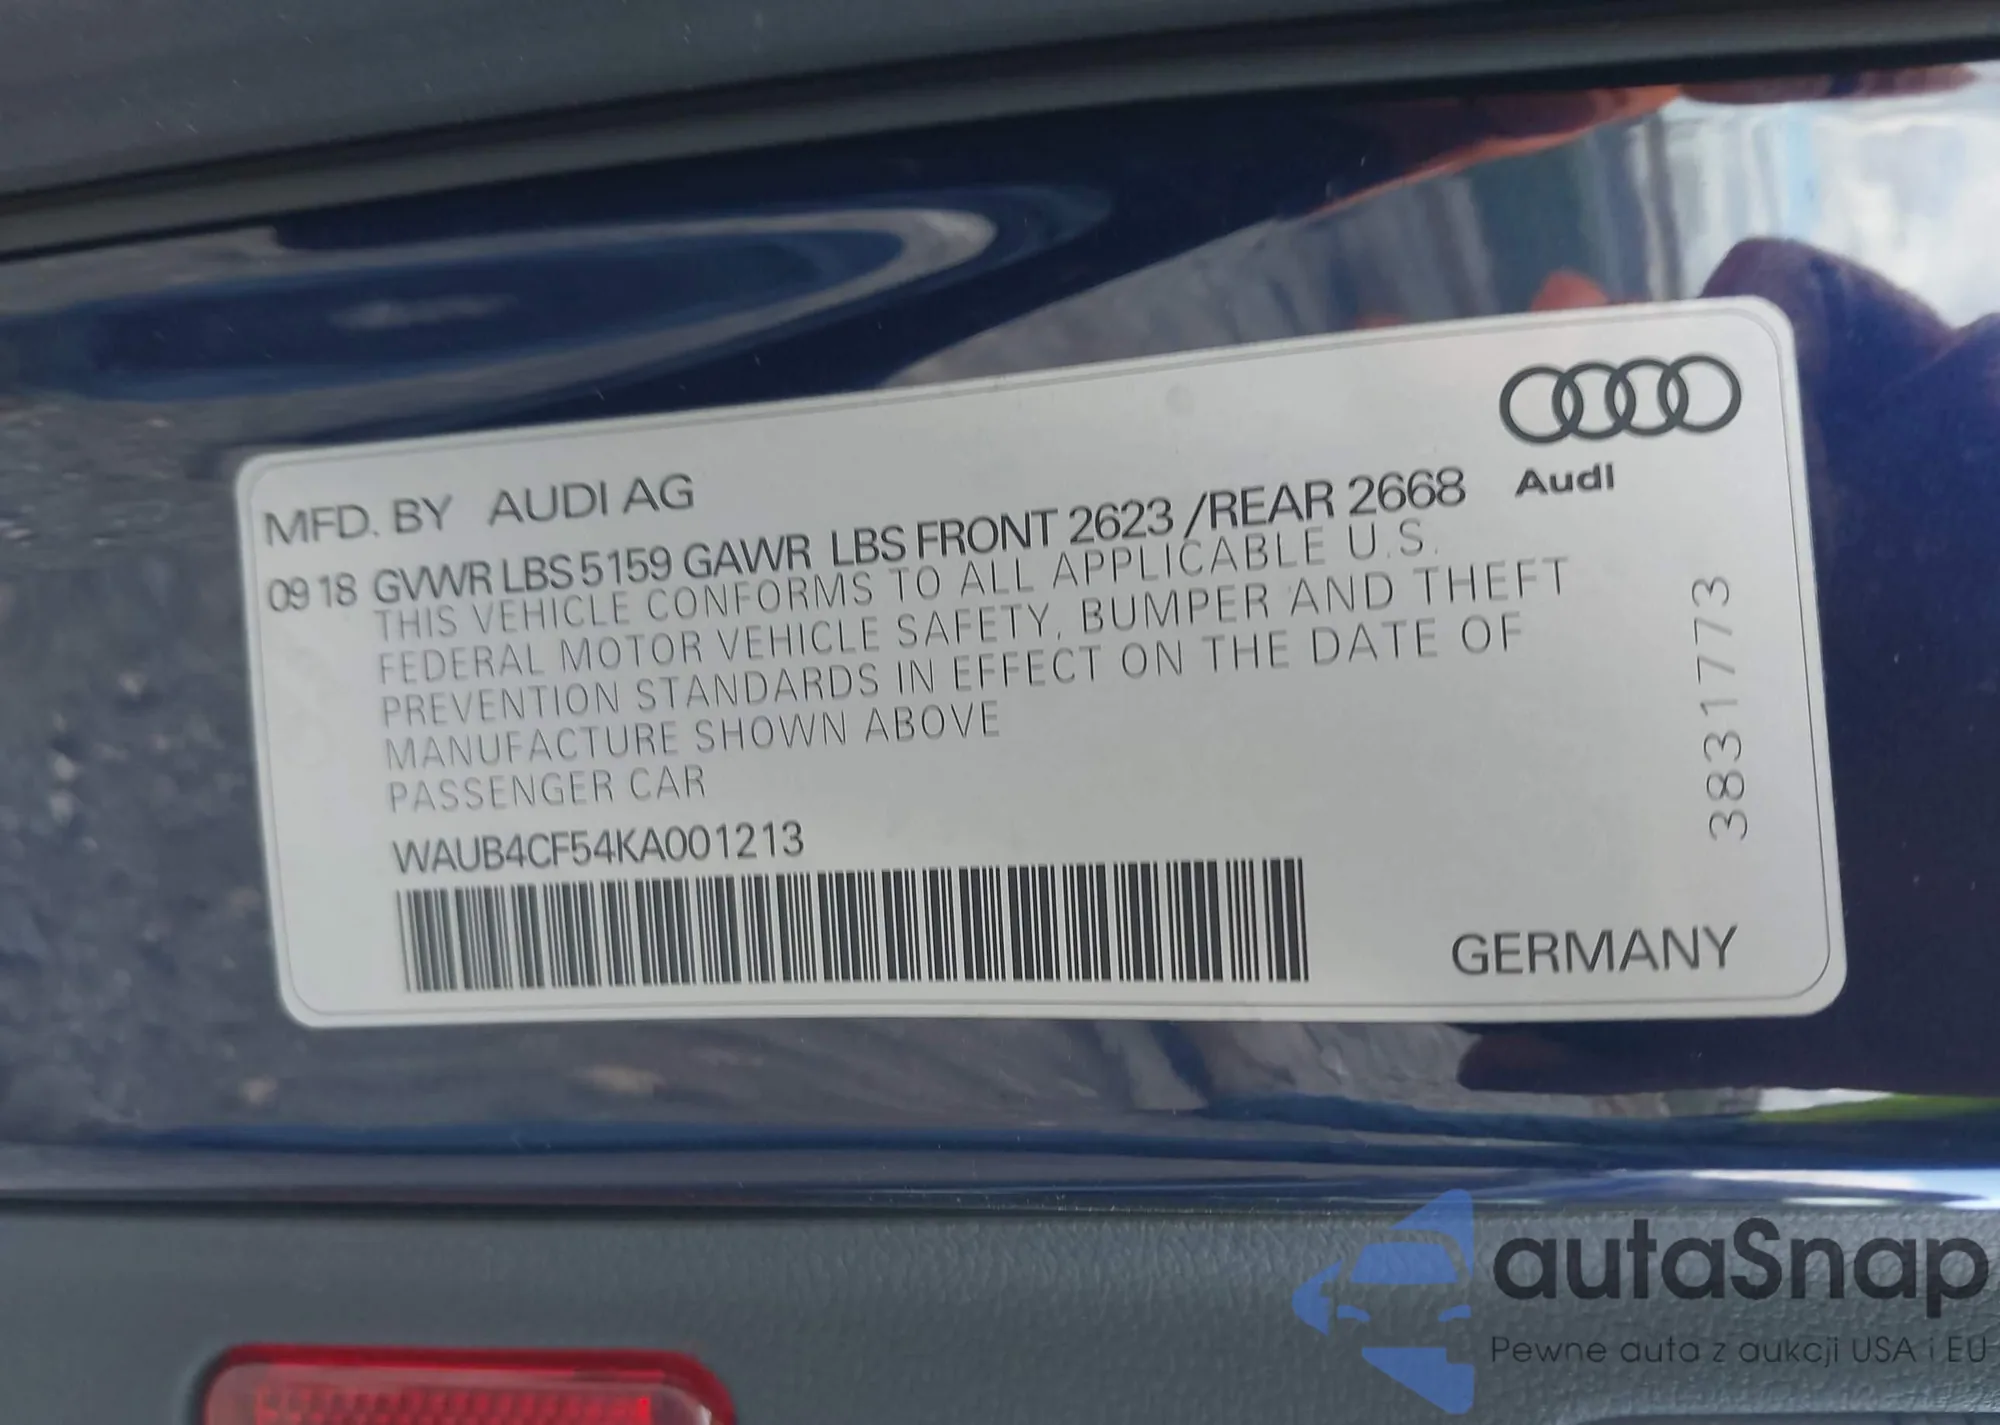 Audi
MFD. BY AUDI AG
09 18 GVWR LBS 5159 GAWR LBS FRONT 2623 /REAR 2668
THIS VEHICLE CONFORMS TO ALL APPLICABLE U.S.
FEDERAL MOTOR VEHICLE SAFETY, BUMPER AND THEFT
PREVENTION STANDARDS IN EFFECT ON THE DATE OF
MANUFACTURE SHOWN ABOVE
PASSENGER CAR
WAUB4CF54KA001213
3831773
GERMANY
autaSnap
Pewne auta z aukcji USA i EU